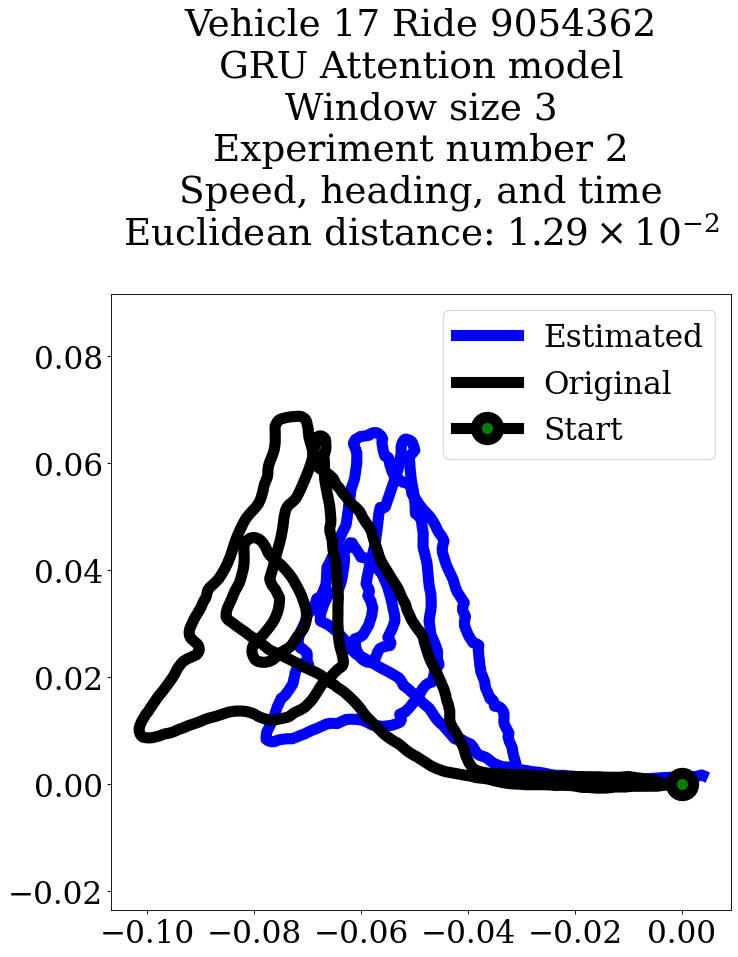 Vehicle 17 Ride 9054362
GRU Attention model
Window size 3
Experiment number 2
Speed, heading, and time
Euclidean distance: 1.29 × 10⁻²
Estimated
Original
Start
0.08
0.06
0.04
0.02
0.00
−0.02
−0.10 −0.08 −0.06 −0.04 −0.02 0.00